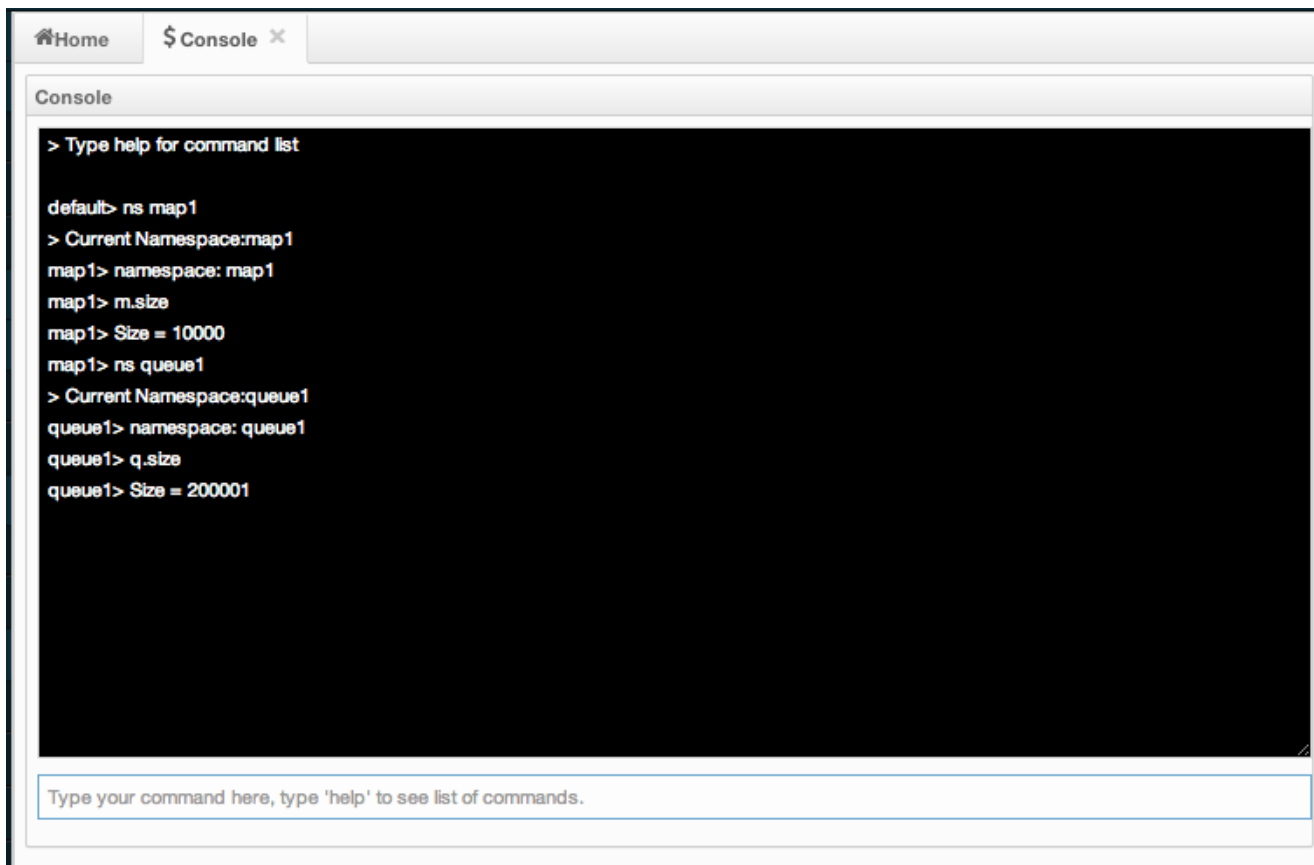 Home
$ Console
Console
> Type help for command list
default> ns map1
> Current Namespace:map1
map1> namespace: map1
map1> m.size
map1> Size = 10000
map1> ns queue1
> Current Namespace:queue1
queue1> namespace: queue1
queue1> q.size
queue1> Size = 200001
Type your command here, type 'help' to see list of commands.